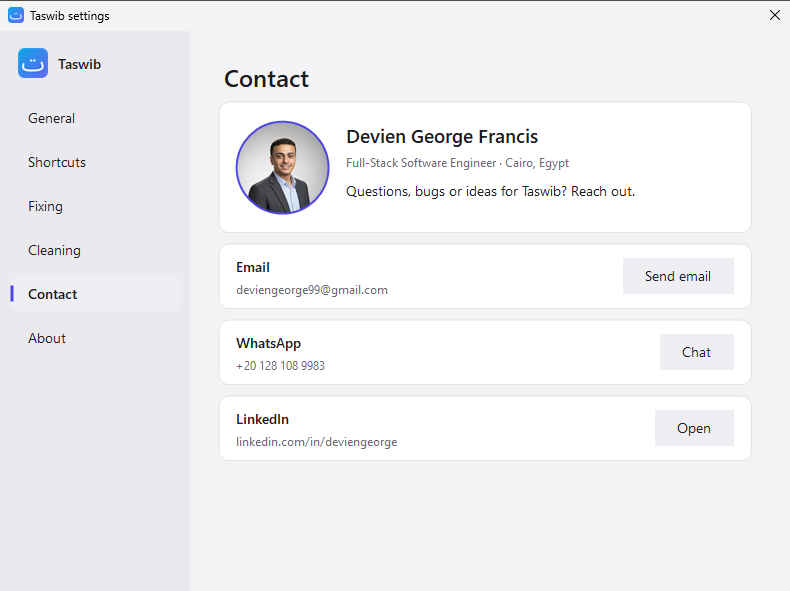 Taswib settings
Taswib
General
Shortcuts
Fixing
Cleaning
Contact
About
Contact
Devien George Francis
Full-Stack Software Engineer · Cairo, Egypt
Questions, bugs or ideas for Taswib? Reach out.
Email
deviengeorge99@gmail.com
Send email
WhatsApp
+20 128 108 9983
Chat
LinkedIn
linkedin.com/in/deviengeorge
Open